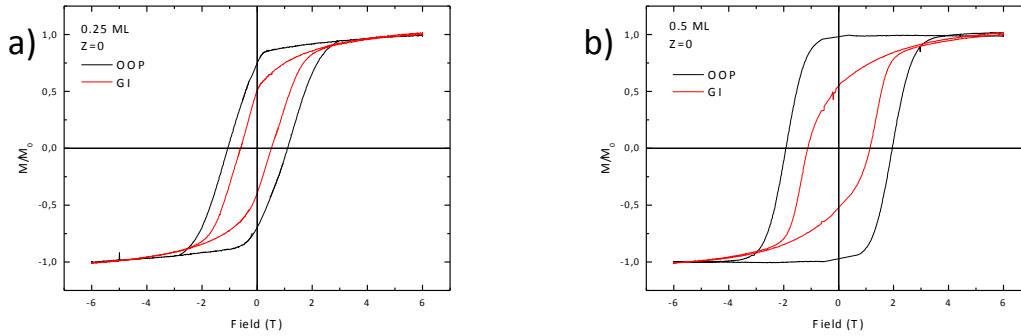 a)
0.25 ML
Z=0
OOP
GI
1,0
0,5
0,0
-0,5
-1,0
M/M0
-6 -4 -2 0 2 4 6
Field (T)
b)
0.5 ML
Z=0
OOP
GI
1,0
0,5
0,0
-0,5
-1,0
M/M0
-6 -4 -2 0 2 4 6
Field (T)